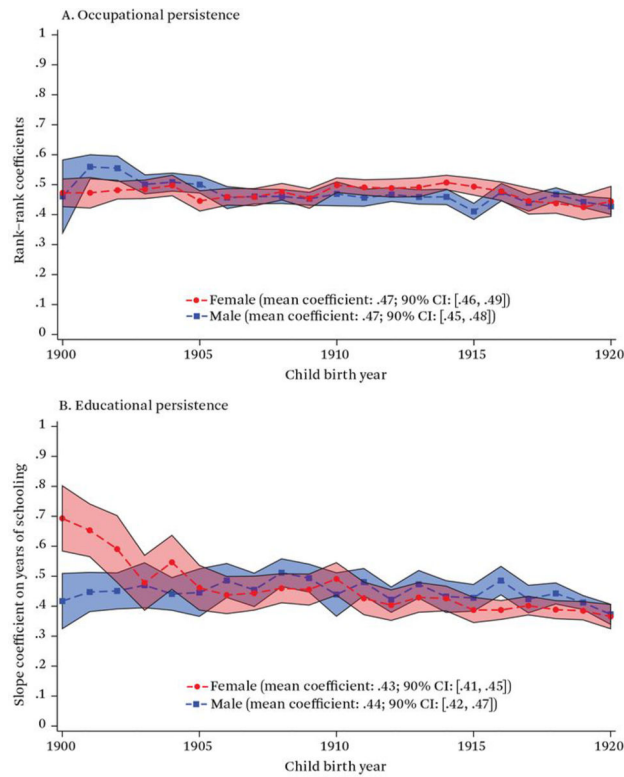 A. Occupational persistence
1
.9
.8
.7
.6
.5
.4
.3
.2
.1
0
Rank–rank coefficients
Female (mean coefficient: .47; 90% CI: [.46, .49])
Male (mean coefficient: .47; 90% CI: [.45, .48])
1900 1905 1910 1915 1920
Child birth year
B. Educational persistence
1
.9
.8
.7
.6
.5
.4
.3
.2
.1
0
Slope coefficient on years of schooling
Female (mean coefficient: .43; 90% CI: [.41, .45])
Male (mean coefficient: .44; 90% CI: [.42, .47])
1900 1905 1910 1915 1920
Child birth year